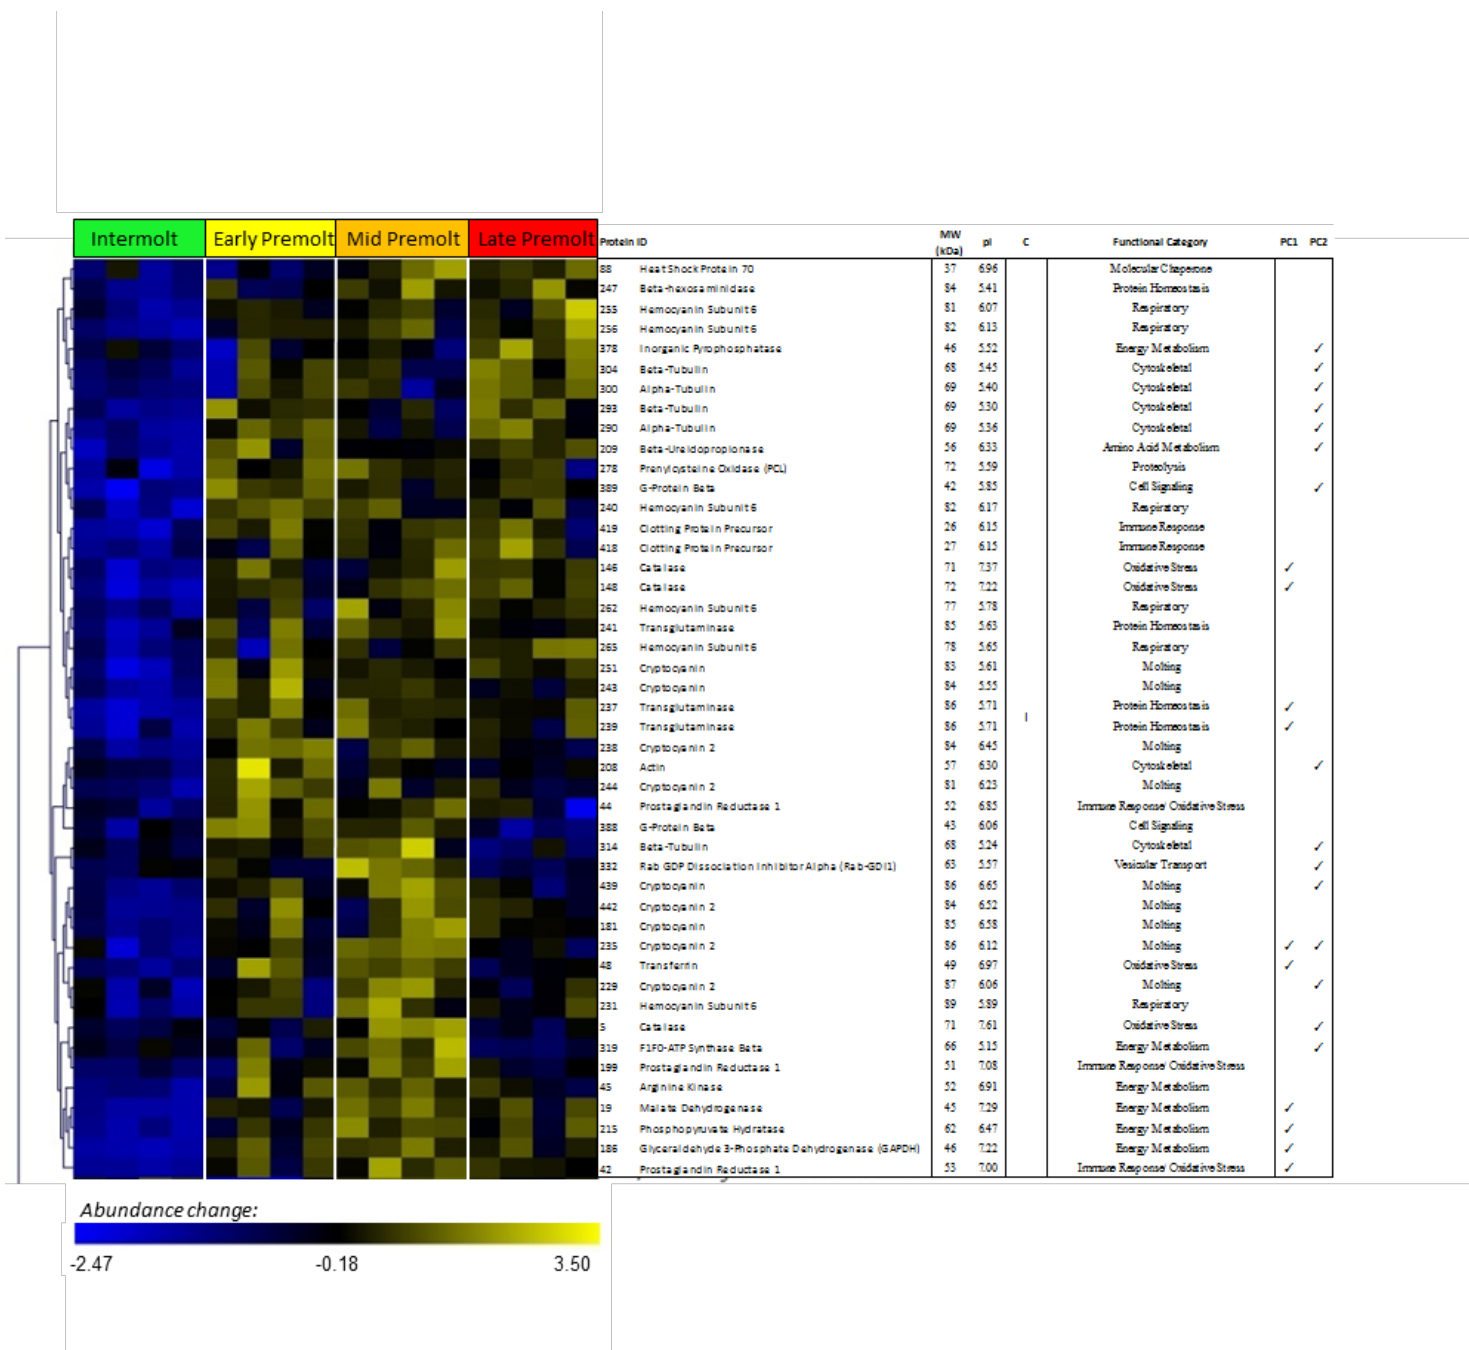 Intermolt Early Premolt Mid Premolt Late Premolt Protein ID MW (kDa) pI C Functional Category PC1 PC2
88 Heat Shock Protein 70 37 6.96 Molecular Chaperone
247 Beta-hexosaminidase 84 5.41 Protein Homeostasis
255 Hemocyanin Subunit 6 81 6.07 Respiratory
256 Hemocyanin Subunit 6 82 6.13 Respiratory
378 Inorganic Pyrophosphatase 46 5.52 Energy Metabolism ✓
304 Beta-Tubulin 68 5.45 Cytoskeletal ✓
300 Alpha-Tubulin 69 5.40 Cytoskeletal ✓
293 Beta-Tubulin 69 5.30 Cytoskeletal ✓
290 Alpha-Tubulin 69 5.36 Cytoskeletal ✓
209 Beta-Ureidopropionase 56 6.33 Amino Acid Metabolism ✓
278 Prenylcysteine Oxidase (PCL) 72 5.59 Proteolysis
389 G-Protein Beta 42 5.85 Cell Signaling ✓
240 Hemocyanin Subunit 6 82 6.17 Respiratory
419 Clotting Protein Precursor 26 6.15 Immune Response
418 Clotting Protein Precursor 27 6.15 Immune Response
146 Catalase 71 7.37 Oxidative Stress ✓
148 Catalase 72 7.22 Oxidative Stress ✓
262 Hemocyanin Subunit 6 77 5.78 Respiratory
241 Transglutaminase 85 5.63 Protein Homeostasis
265 Hemocyanin Subunit 6 78 5.65 Respiratory
251 Cryptocyanin 83 5.61 Molting
243 Cryptocyanin 84 5.55 Molting
237 Transglutaminase 86 5.71 Protein Homeostasis ✓
I
239 Transglutaminase 86 5.71 Protein Homeostasis ✓
238 Cryptocyanin 2 84 6.45 Molting
208 Actin 57 6.30 Cytoskeletal ✓
244 Cryptocyanin 2 81 6.23 Molting
44 Prostaglandin Reductase 1 52 6.85 Immune Response/ Oxidative Stress
388 G-Protein Beta 43 6.06 Cell Signaling
314 Beta-Tubulin 68 5.24 Cytoskeletal ✓
332 Rab GDP Dissociation Inhibitor Alpha (Rab-GDI1) 63 5.57 Vesicular Transport ✓
439 Cryptocyanin 86 6.65 Molting ✓
442 Cryptocyanin 2 84 6.52 Molting
181 Cryptocyanin 85 6.58 Molting
235 Cryptocyanin 2 86 6.12 Molting ✓ ✓
48 Transferrin 49 6.97 Oxidative Stress ✓
229 Cryptocyanin 2 87 6.06 Molting ✓
231 Hemocyanin Subunit 6 89 5.89 Respiratory
5 Catalase 71 7.61 Oxidative Stress ✓
319 F1F0-ATP Synthase Beta 66 5.15 Energy Metabolism ✓
199 Prostaglandin Reductase 1 51 7.08 Immune Response/ Oxidative Stress
45 Arginine Kinase 52 6.91 Energy Metabolism
19 Malate Dehydrogenase 45 7.29 Energy Metabolism ✓
215 Phosphopyruvate Hydratase 62 6.47 Energy Metabolism ✓
186 Glyceraldehyde 3-Phosphate Dehydrogenase (GAPDH) 46 7.22 Energy Metabolism ✓
42 Prostaglandin Reductase 1 53 7.00 Immune Response/ Oxidative Stress ✓
Abundance change:
-2.47 -0.18 3.50